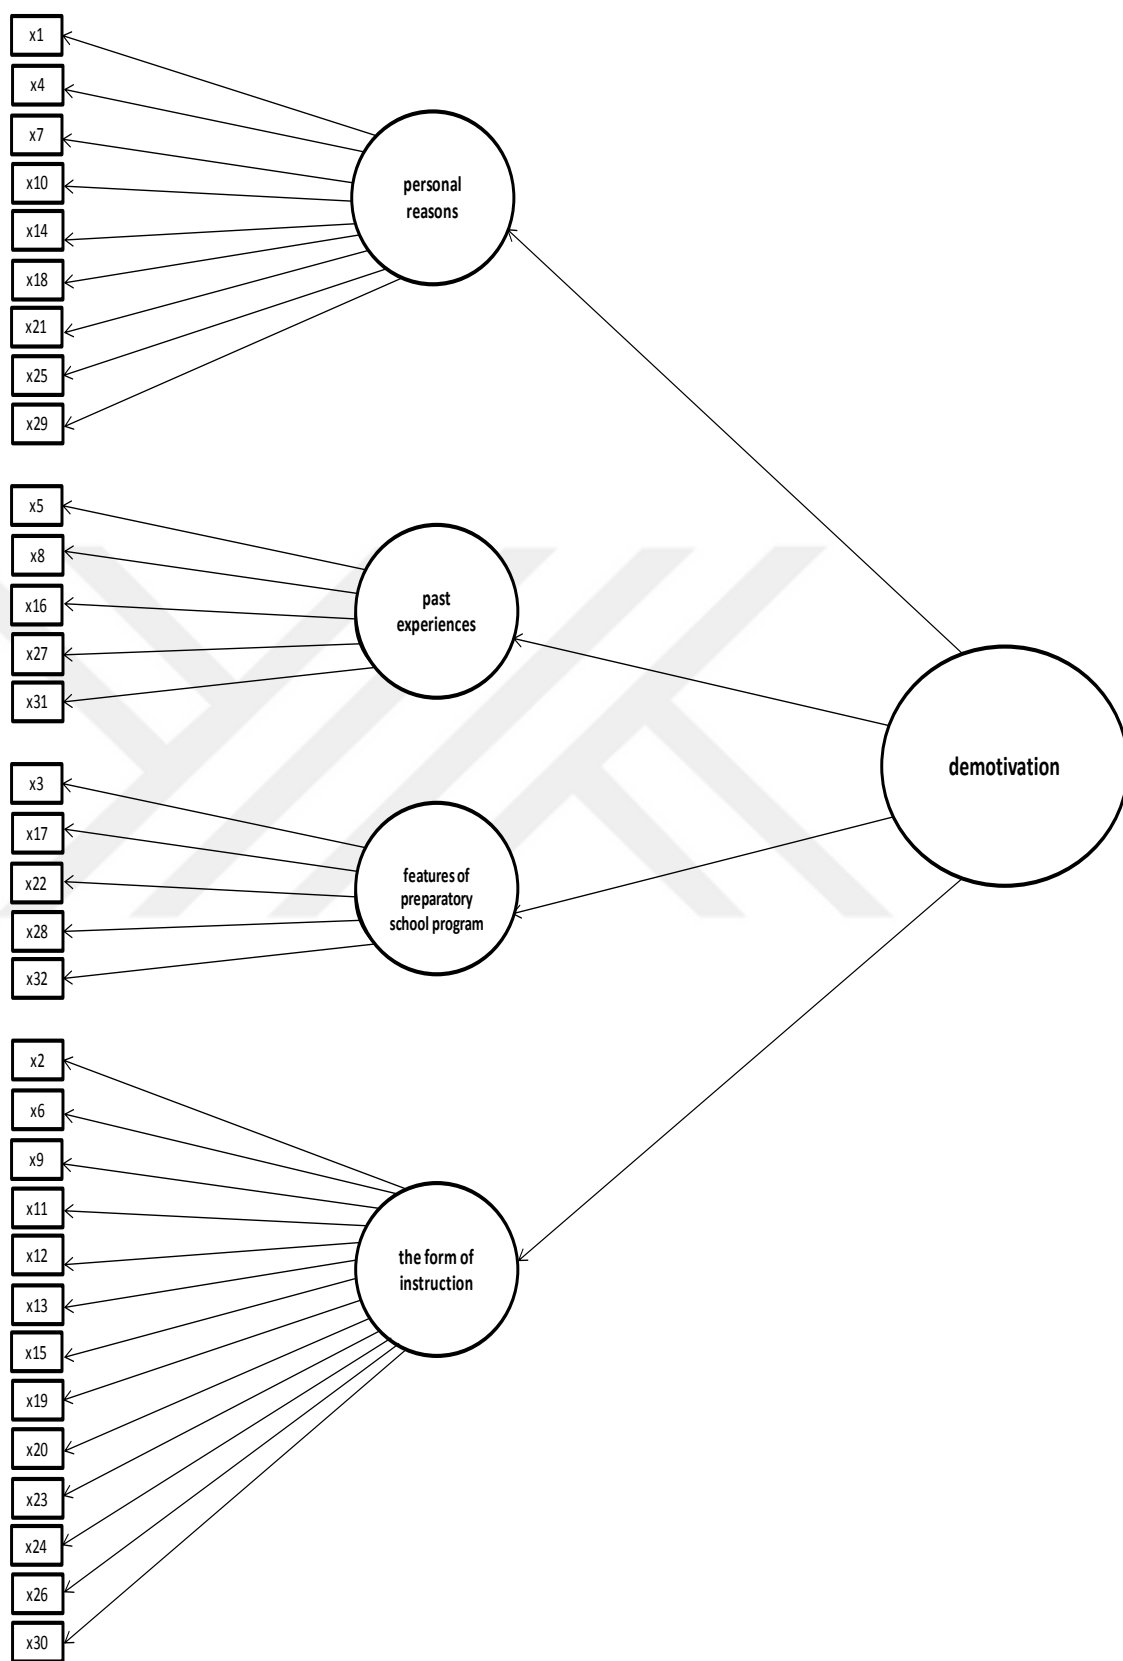 x1
x4
x7
x10
x14
x18
x21
x25
x29
personal
reasons
x5
x8
x16
x27
x31
past
experiences
demotivation
x3
x17
x22
x28
x32
features of
preparatory
school program
x2
x6
x9
x11
x12
x13
x15
x19
x20
x23
x24
x26
x30
the form of
instruction